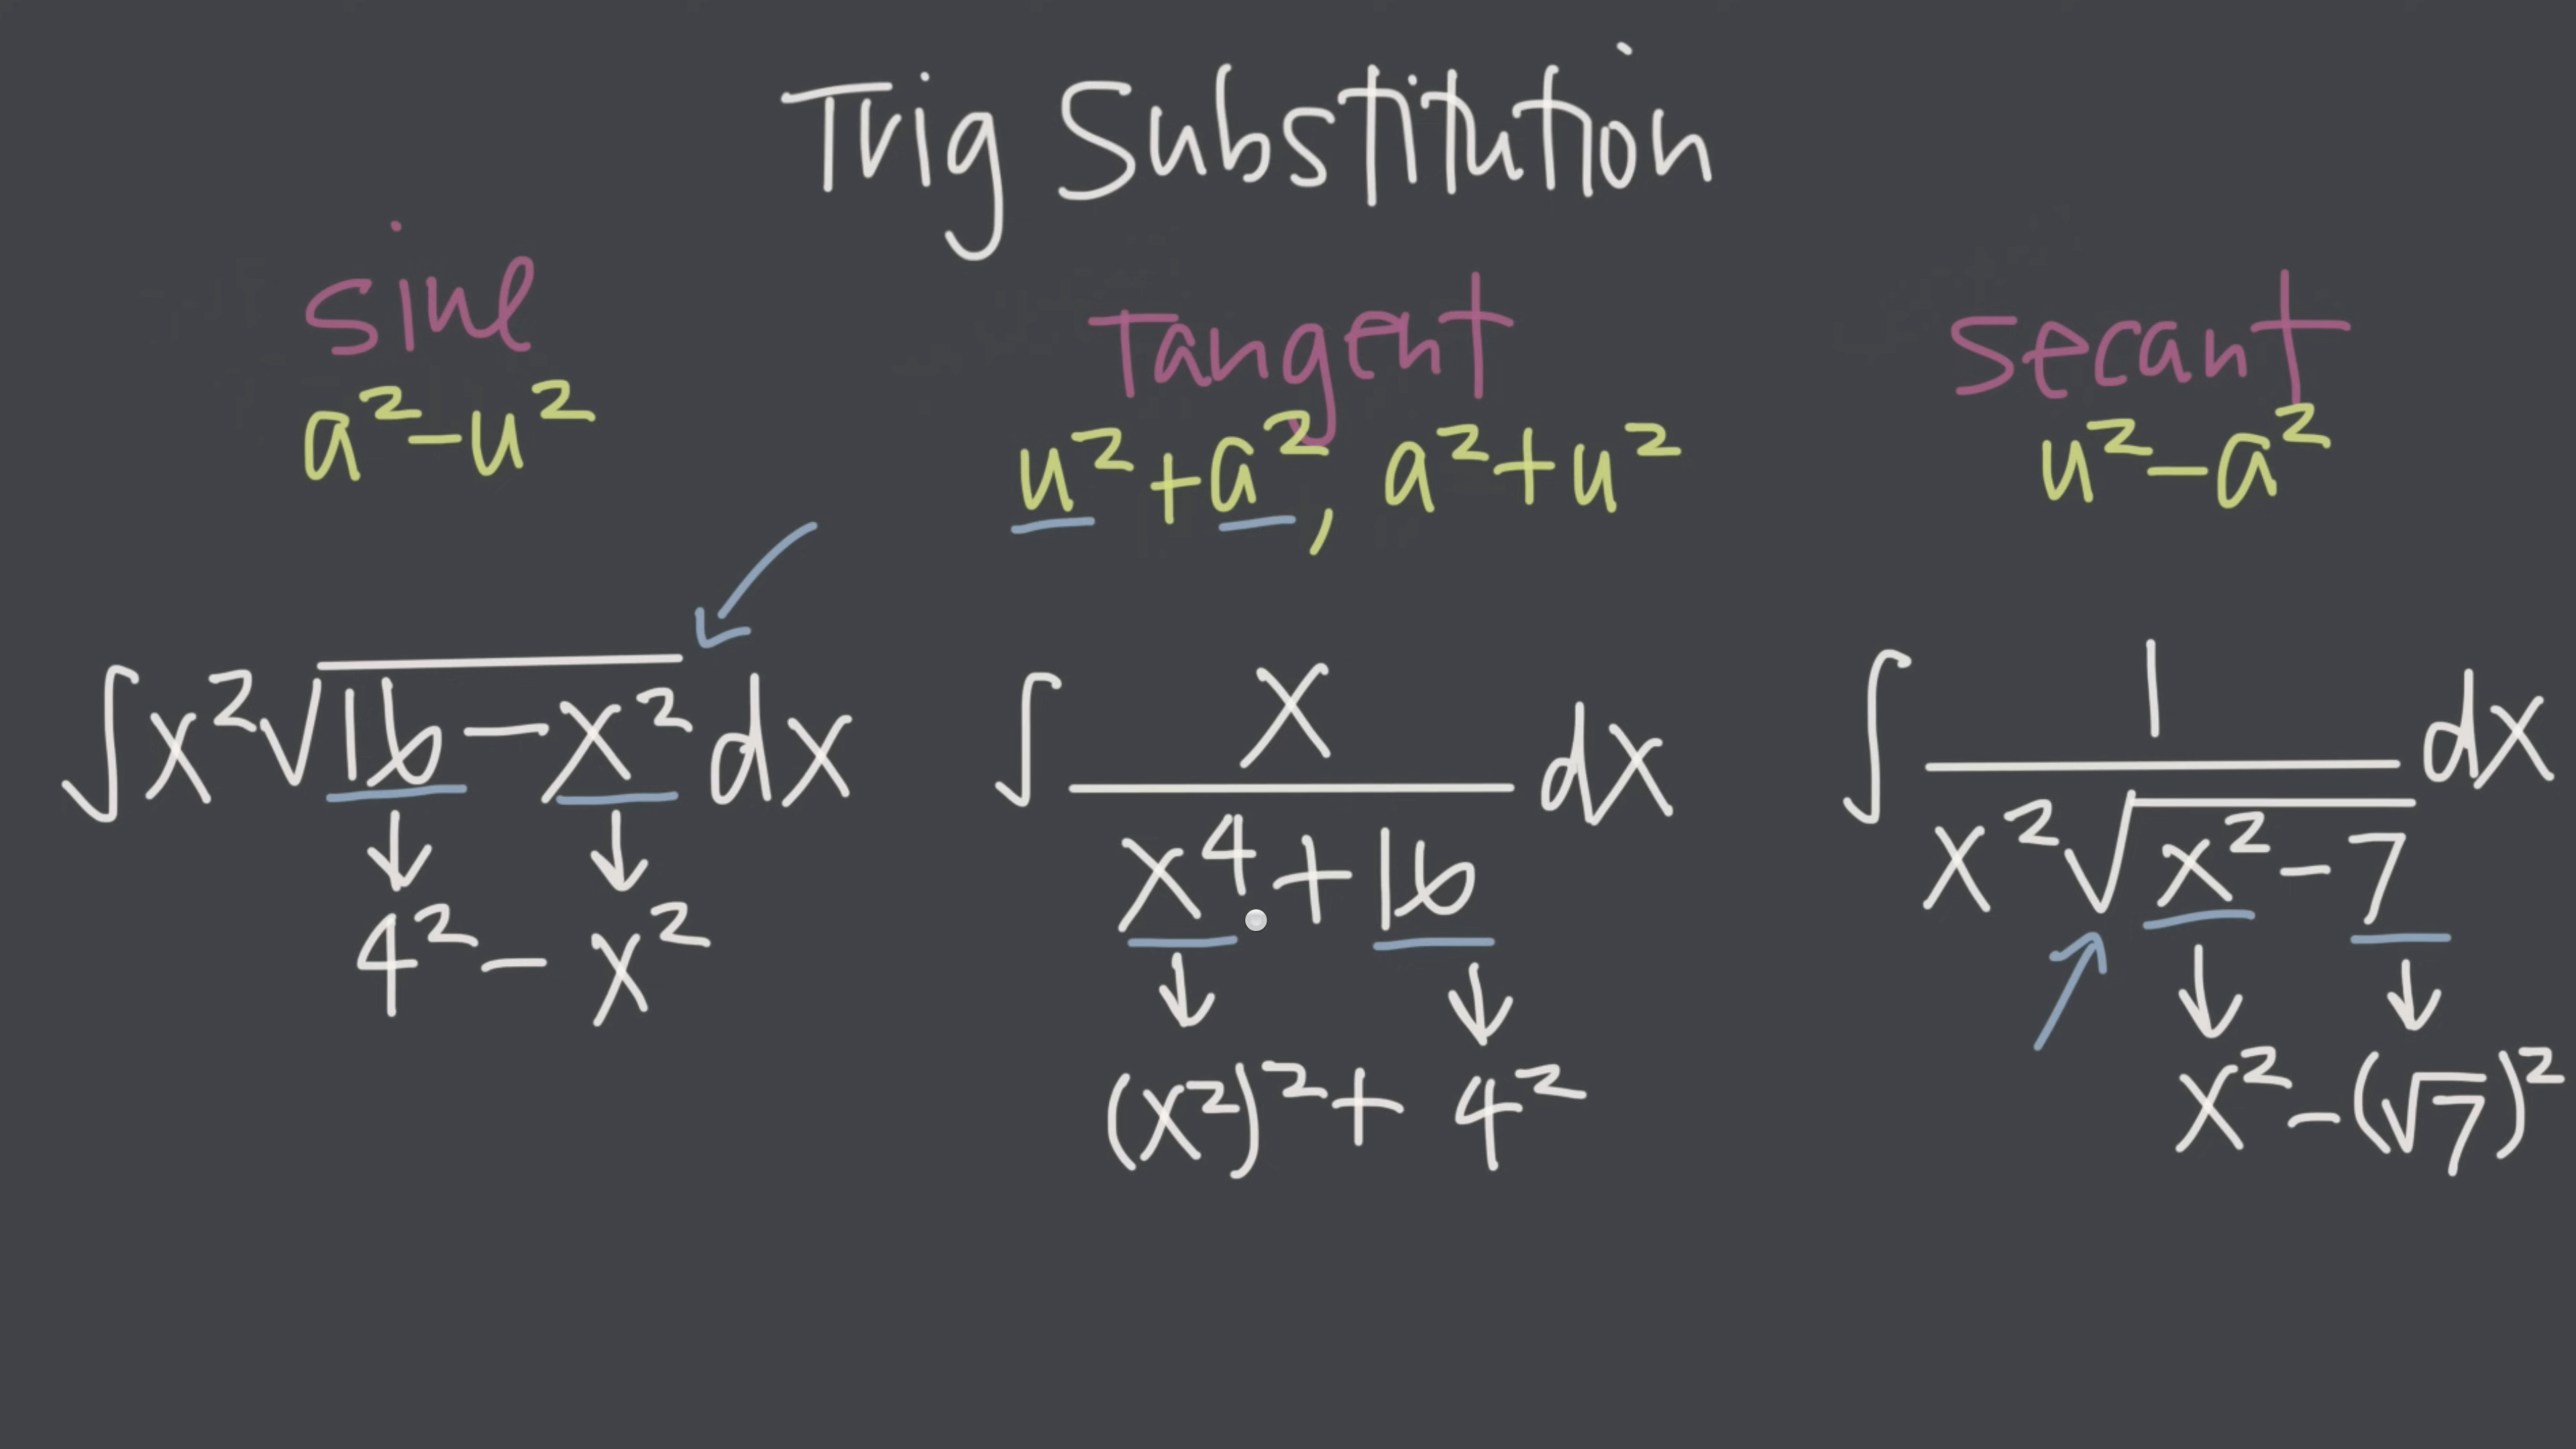 Trig Substitution
sine
a²-u²
tangent
u²+a², a²+u²
secant
u²-a²
∫x²√(16-x²) dx
4² - x²
∫ x/(x⁴+16) dx
(x²)² + 4²
∫ 1/(x²√(x²-7)) dx
x²-(√7)²